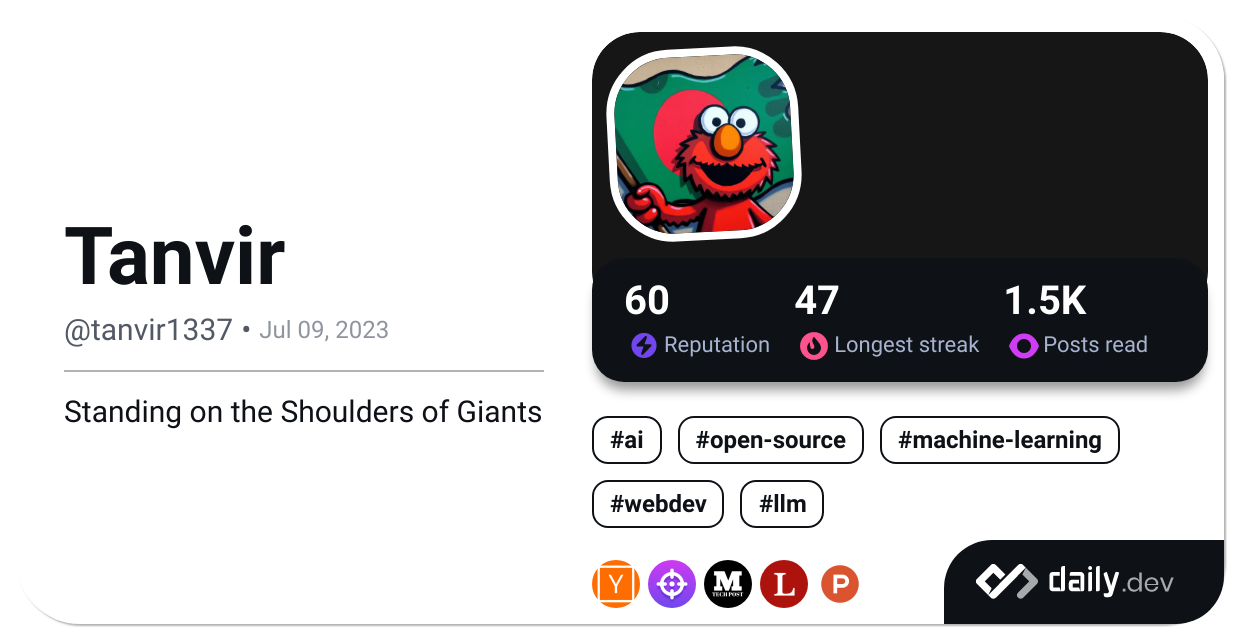 Tanvir
@tanvir1337 • Jul 09, 2023
Standing on the Shoulders of Giants
60 47 1.5K
Reputation Longest streak Posts read
#ai #open-source #machine-learning
#webdev #llm
Y M TECH POST L P
daily.dev